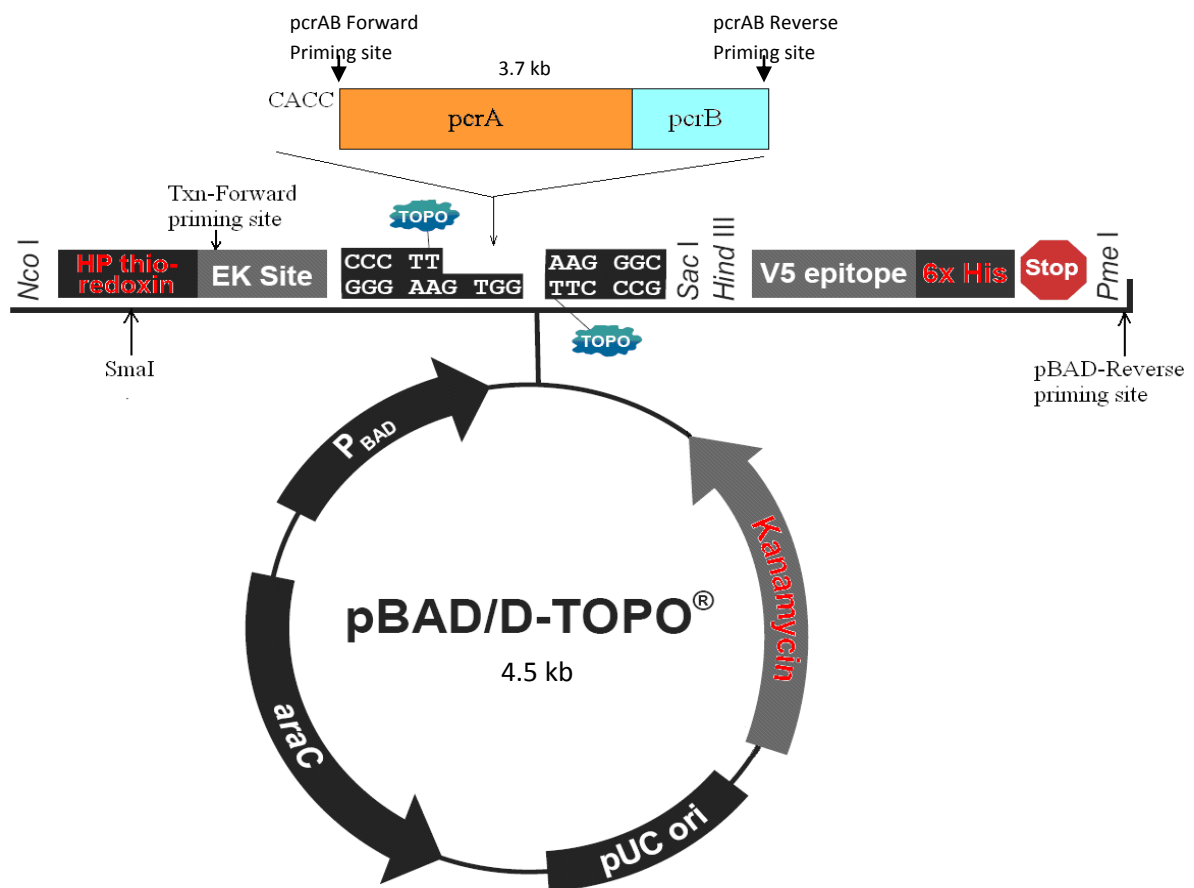 pcrAB Forward
Priming site
pcrAB Reverse
Priming site
3.7 kb
CACC
pcrA
pcrB
Txn-Forward
priming site
TOPO
Nco I
HP thio-
redoxin
EK Site
CCC TT
GGG AAG TGG
AAG GGC
TTC CCG
Sac I
Hind III
V5 epitope
6x His
Stop
Pme I
TOPO
SmaI
pBAD-Reverse
priming site
PBAD
Kanamycin
pBAD/D-TOPO®
4.5 kb
araC
pUC ori